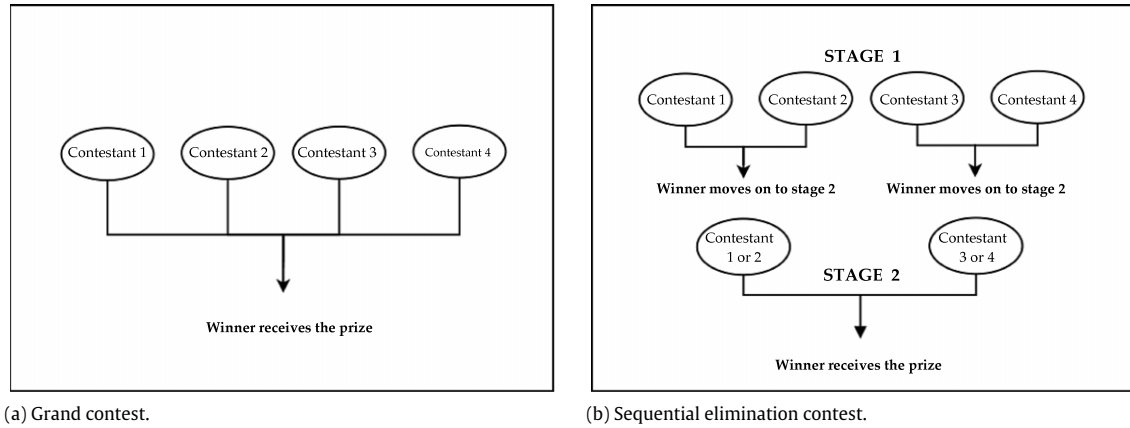 Contestant 1
Contestant 2
Contestant 3
Contestant 4
Winner receives the prize
(a) Grand contest.
STAGE 1
Contestant 1
Contestant 2
Contestant 3
Contestant 4
Winner moves on to stage 2
Winner moves on to stage 2
Contestant
1 or 2
Contestant
3 or 4
STAGE 2
Winner receives the prize
(b) Sequential elimination contest.